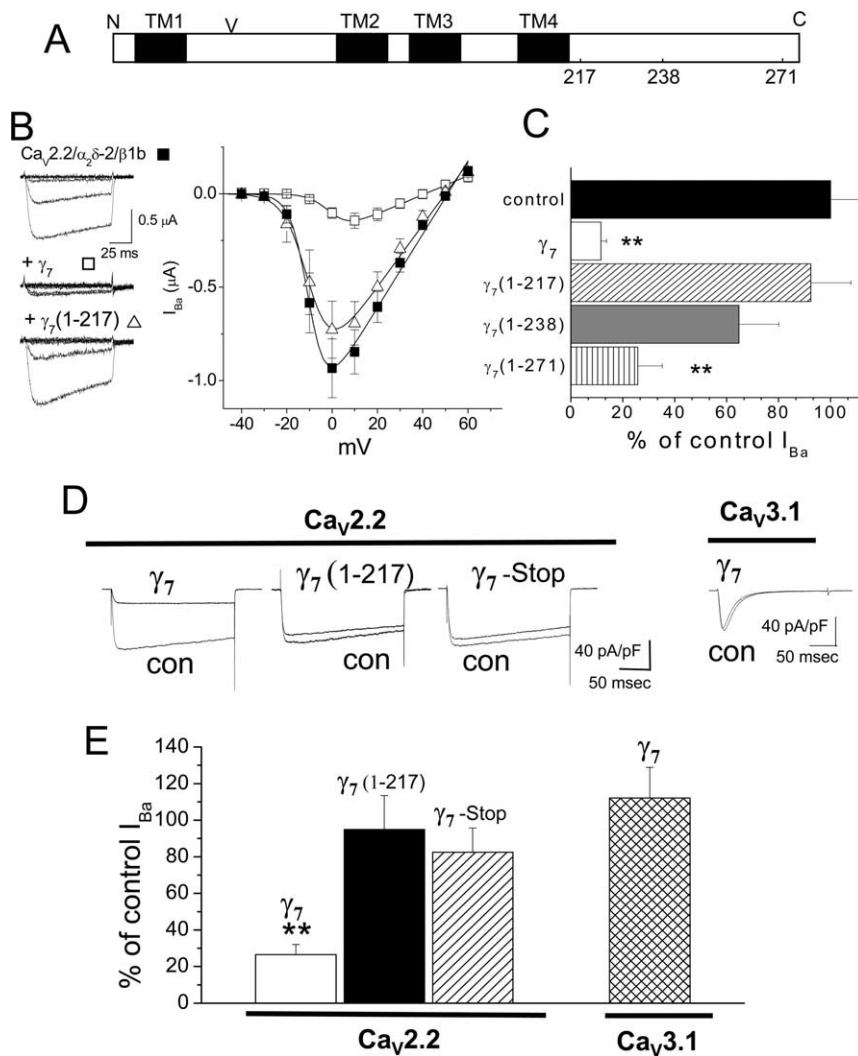 A
N TM1 V TM2 TM3 TM4 C
217 238 271
B
CaV2.2/α2δ-2/β1b ■
0.5 µA
25 ms
+ γ7 □
+ γ7(1-217) △
IBa (µA)
0.0
-0.5
-1.0
-40 -20 0 20 40 60
mV
C
control
γ7 **
γ7(1-217)
γ7(1-238)
γ7(1-271) **
0 20 40 60 80 100
% of control IBa
D
CaV2.2
γ7 γ7 (1-217) γ7 -Stop
con con con
40 pA/pF
50 msec
CaV3.1
γ7
con
40 pA/pF
50 msec
E
% of control IBa
140
120
100
80
60
40
20
0
γ7
**
γ7 (1-217)
γ7 -Stop
γ7
CaV2.2 CaV3.1